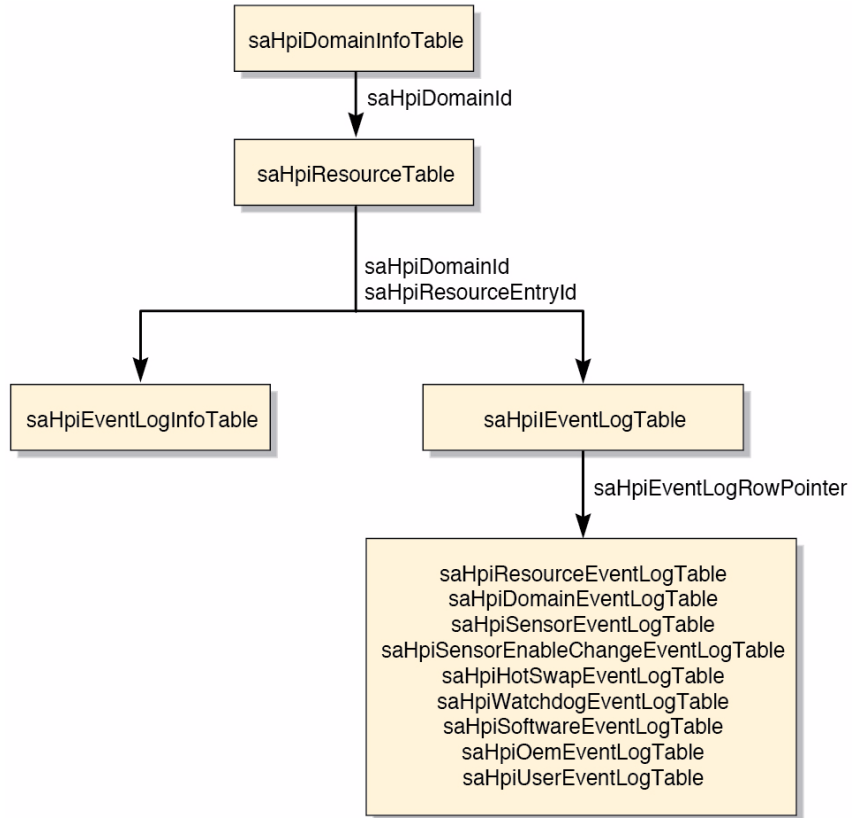 saHpiDomainInfoTable
saHpiDomainId
saHpiResourceTable
saHpiDomainId
saHpiResourceEntryId
saHpiEventLogInfoTable
saHpiIEventLogTable
saHpiEventLogRowPointer
saHpiResourceEventLogTable
saHpiDomainEventLogTable
saHpiSensorEventLogTable
saHpiSensorEnableChangeEventLogTable
saHpiHotSwapEventLogTable
saHpiWatchdogEventLogTable
saHpiSoftwareEventLogTable
saHpiOemEventLogTable
saHpiUserEventLogTable